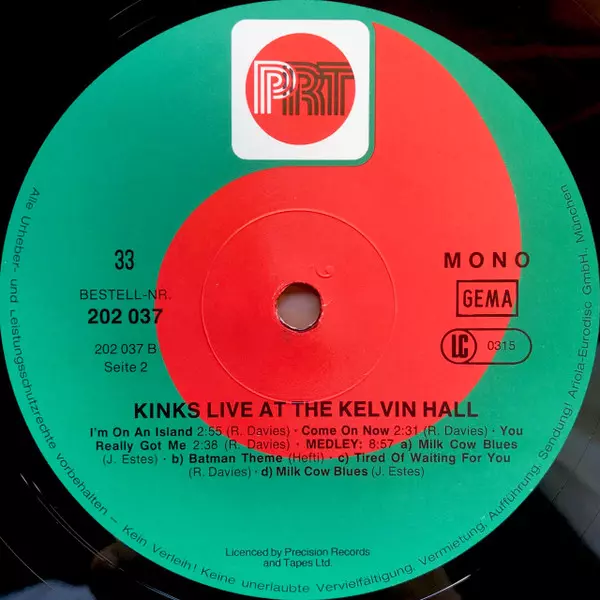 PRT
33
MONO
BESTELL-NR.
202 037
GEMA
202 037 B
Seite 2
LC 0315
KINKS LIVE AT THE KELVIN HALL
I'm On An Island 2:55 (R. Davies) · Come On Now 2:31 (R. Davies) · You
Really Got Me 2:38 (R. Davies) · MEDLEY: 8:57 a) Milk Cow Blues
(J. Estes) · b) Batman Theme (Hefti) · c) Tired Of Waiting For You
(R. Davies) · d) Milk Cow Blues (J. Estes)
Licenced by Precision Records
and Tapes Ltd.
Alle Urheber- und Leistungsschutzrechte vorbehalten – Kein Verleih! Keine unerlaubte Vervielfältigung, Vermietung, Aufführung, Sendung! Ariola-Eurodisc GmbH., München